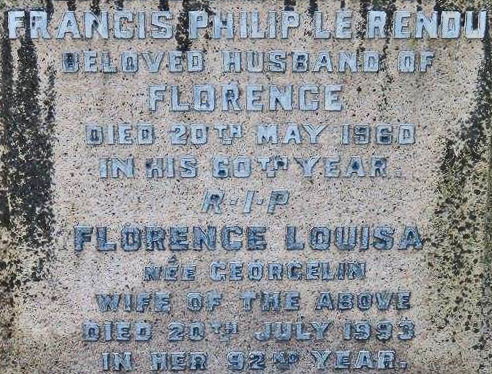 FRANCIS PHILIP LE RENDU
BELOVED HUSBAND OF
FLORENCE
DIED 20TH MAY 1960
IN HIS 60TH YEAR.
R·I·P
FLORENCE LOUISA
NÉE GEORGELIN
WIFE OF THE ABOVE
DIED 20TH JULY 1993
IN HER 92ND YEAR.